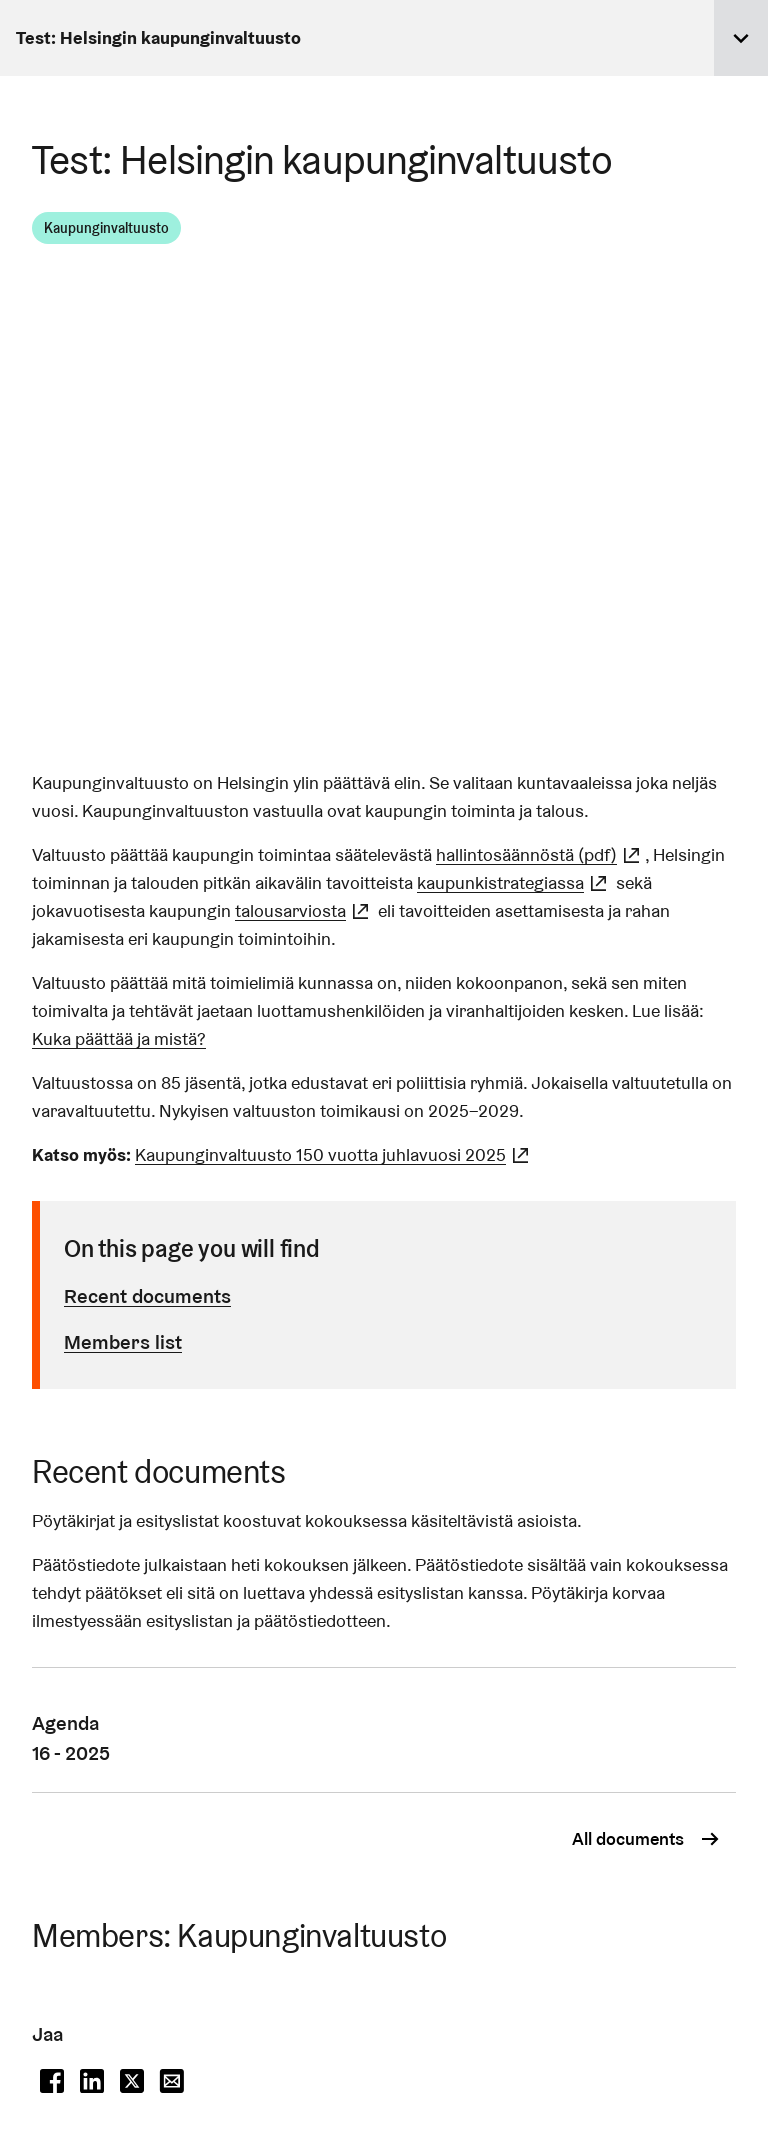 Test: Helsingin kaupunginvaltuusto
Test: Helsingin kaupunginvaltuusto
Kaupunginvaltuusto
Kaupunginvaltuusto on Helsingin ylin päättävä elin. Se valitaan kuntavaaleissa joka neljäs
vuosi. Kaupunginvaltuuston vastuulla ovat kaupungin toiminta ja talous.
Valtuusto päättää kaupungin toimintaa säätelevästä hallintosäännöstä (pdf) , Helsingin
toiminnan ja talouden pitkän aikavälin tavoitteista kaupunkistrategiassa sekä
jokavuotisesta kaupungin talousarviosta eli tavoitteiden asettamisesta ja rahan
jakamisesta eri kaupungin toimintoihin.
Valtuusto päättää mitä toimielimiä kunnassa on, niiden kokoonpanon, sekä sen miten
toimivalta ja tehtävät jaetaan luottamushenkilöiden ja viranhaltijoiden kesken. Lue lisää:
Kuka päättää ja mistä?
Valtuustossa on 85 jäsentä, jotka edustavat eri poliittisia ryhmiä. Jokaisella valtuutetulla on
varavaltuutettu. Nykyisen valtuuston toimikausi on 2025–2029.
Katso myös: Kaupunginvaltuusto 150 vuotta juhlavuosi 2025
On this page you will find
Recent documents
Members list
Recent documents
Pöytäkirjat ja esityslistat koostuvat kokouksessa käsiteltävistä asioista.
Päätöstiedote julkaistaan heti kokouksen jälkeen. Päätöstiedote sisältää vain kokouksessa
tehdyt päätökset eli sitä on luettava yhdessä esityslistan kanssa. Pöytäkirja korvaa
ilmestyessään esityslistan ja päätöstiedotteen.
Agenda
16 - 2025
All documents
Members: Kaupunginvaltuusto
Jaa